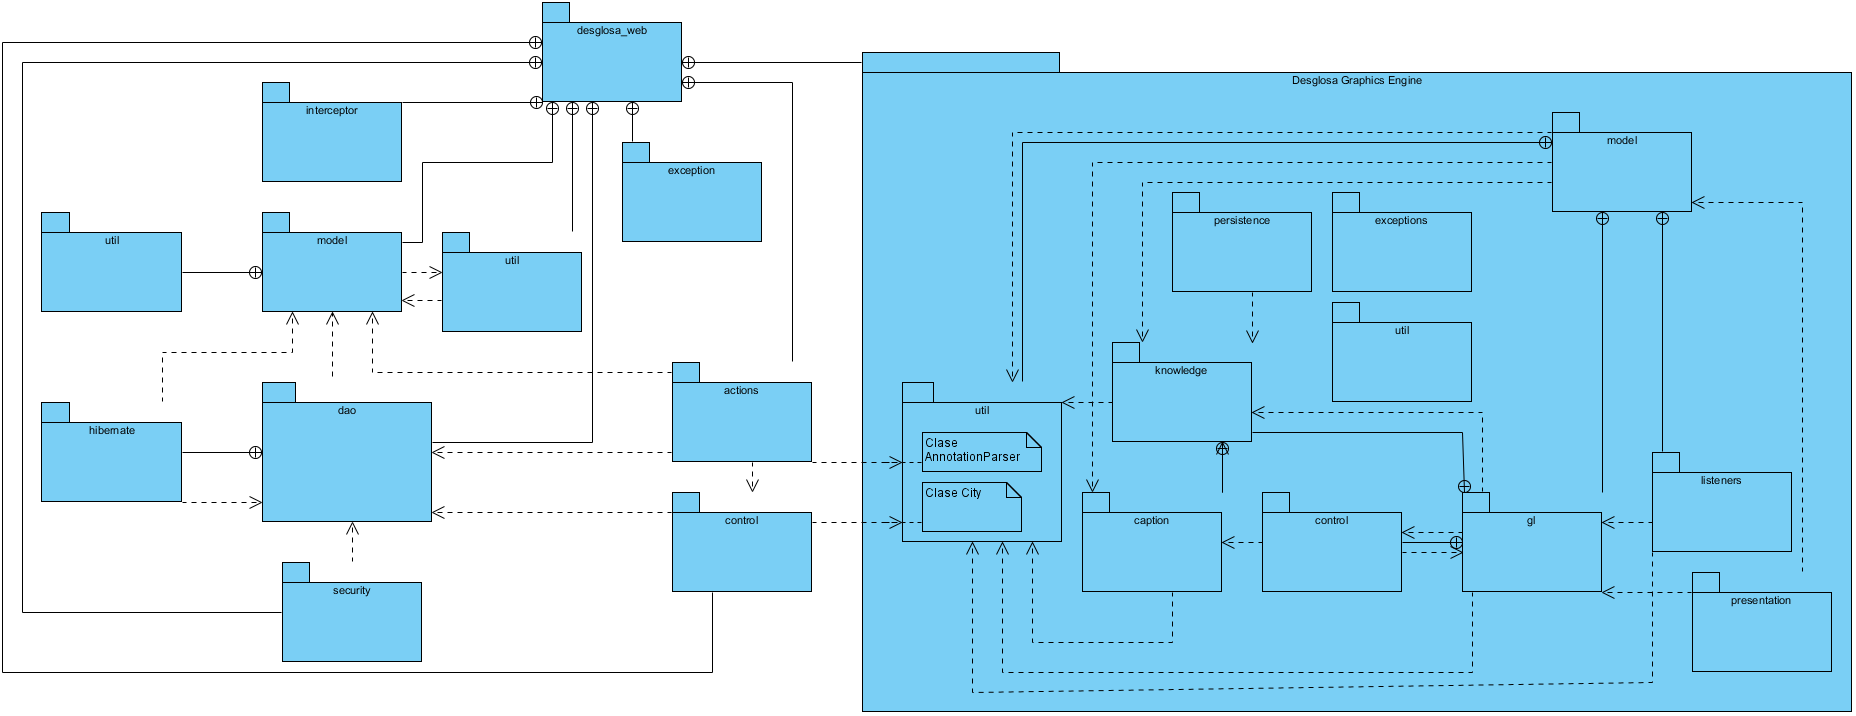 desglosa_web
Desglosa Graphics Engine
interceptor
model
exception
persistence
exceptions
util
model
util
util
knowledge
actions
dao
util
hibernate
Clase
AnnotationParser
listeners
Clase City
control
caption
control
gl
security
presentation